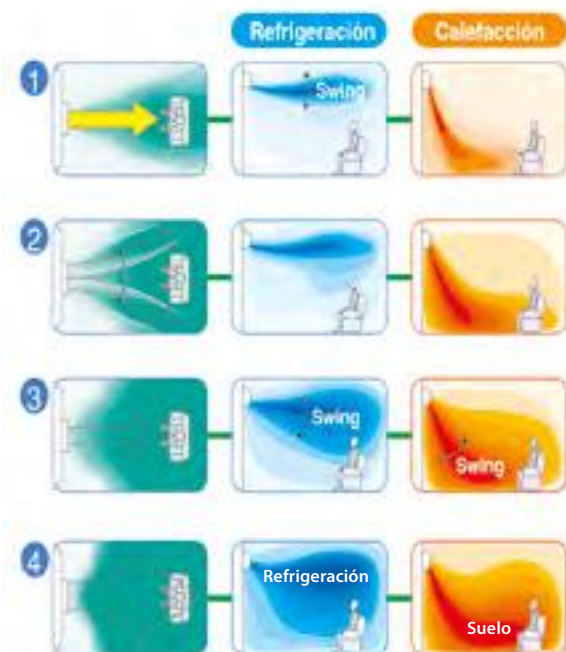 Refrigeración Calefacción
1 Swing
2
3 Swing Swing
4 Refrigeración Suelo